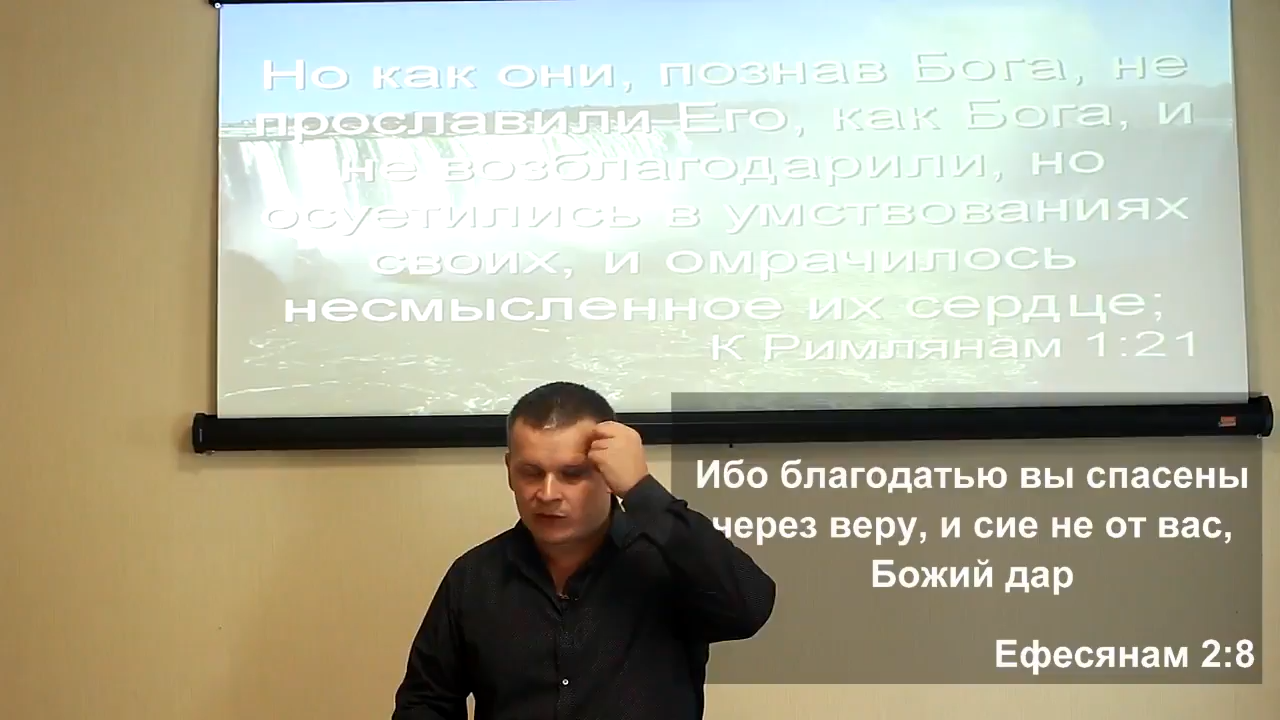 Но как они, познав Бога, не
прославили Его, как Бога, и
не возблагодарили, но
осуетились в умствованиях
своих, и омрачилось
несмысленное их сердце;
К Римлянам 1:21
Ибо благодатью вы спасены
через веру, и сие не от вас,
Божий дар
Ефесянам 2:8